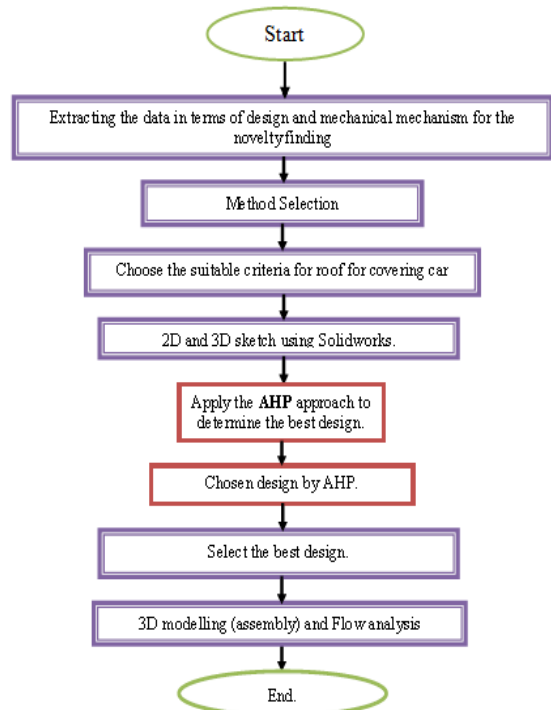 Start
Extracting the data in terms of design and mechanical mechanism for the
novelty finding
Method Selection
Choose the suitable criteria for roof for covering car
2D and 3D sketch using Solidworks.
Apply the AHP approach to
determine the best design.
Chosen design by AHP.
Select the best design.
3D modelling (assembly) and Flow analysis
End.